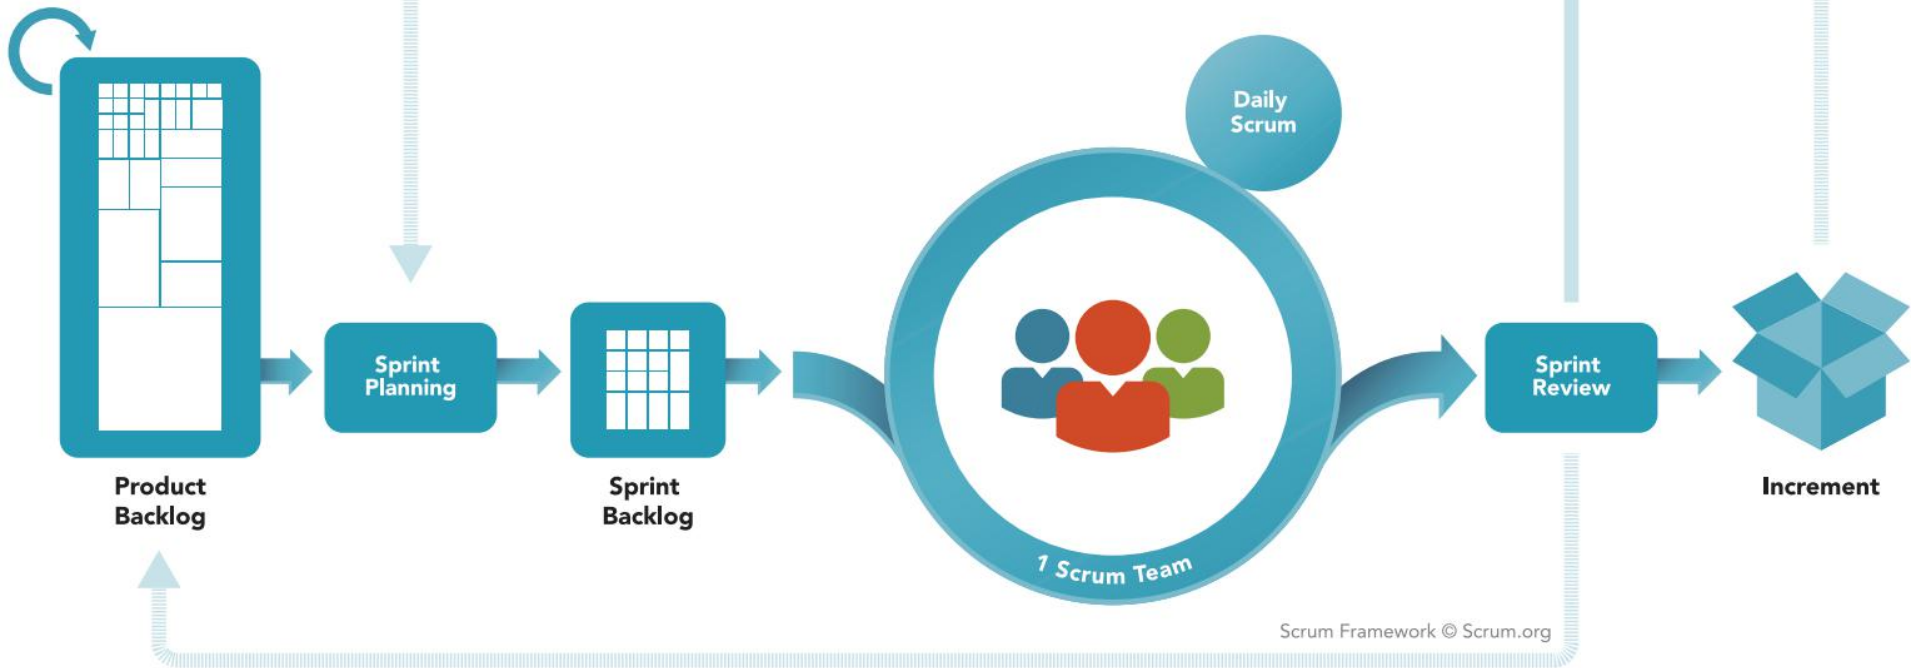 Daily
Scrum
Sprint
Planning
Sprint
Review
Product
Backlog
Sprint
Backlog
Increment
1 Scrum Team
Scrum Framework © Scrum.org